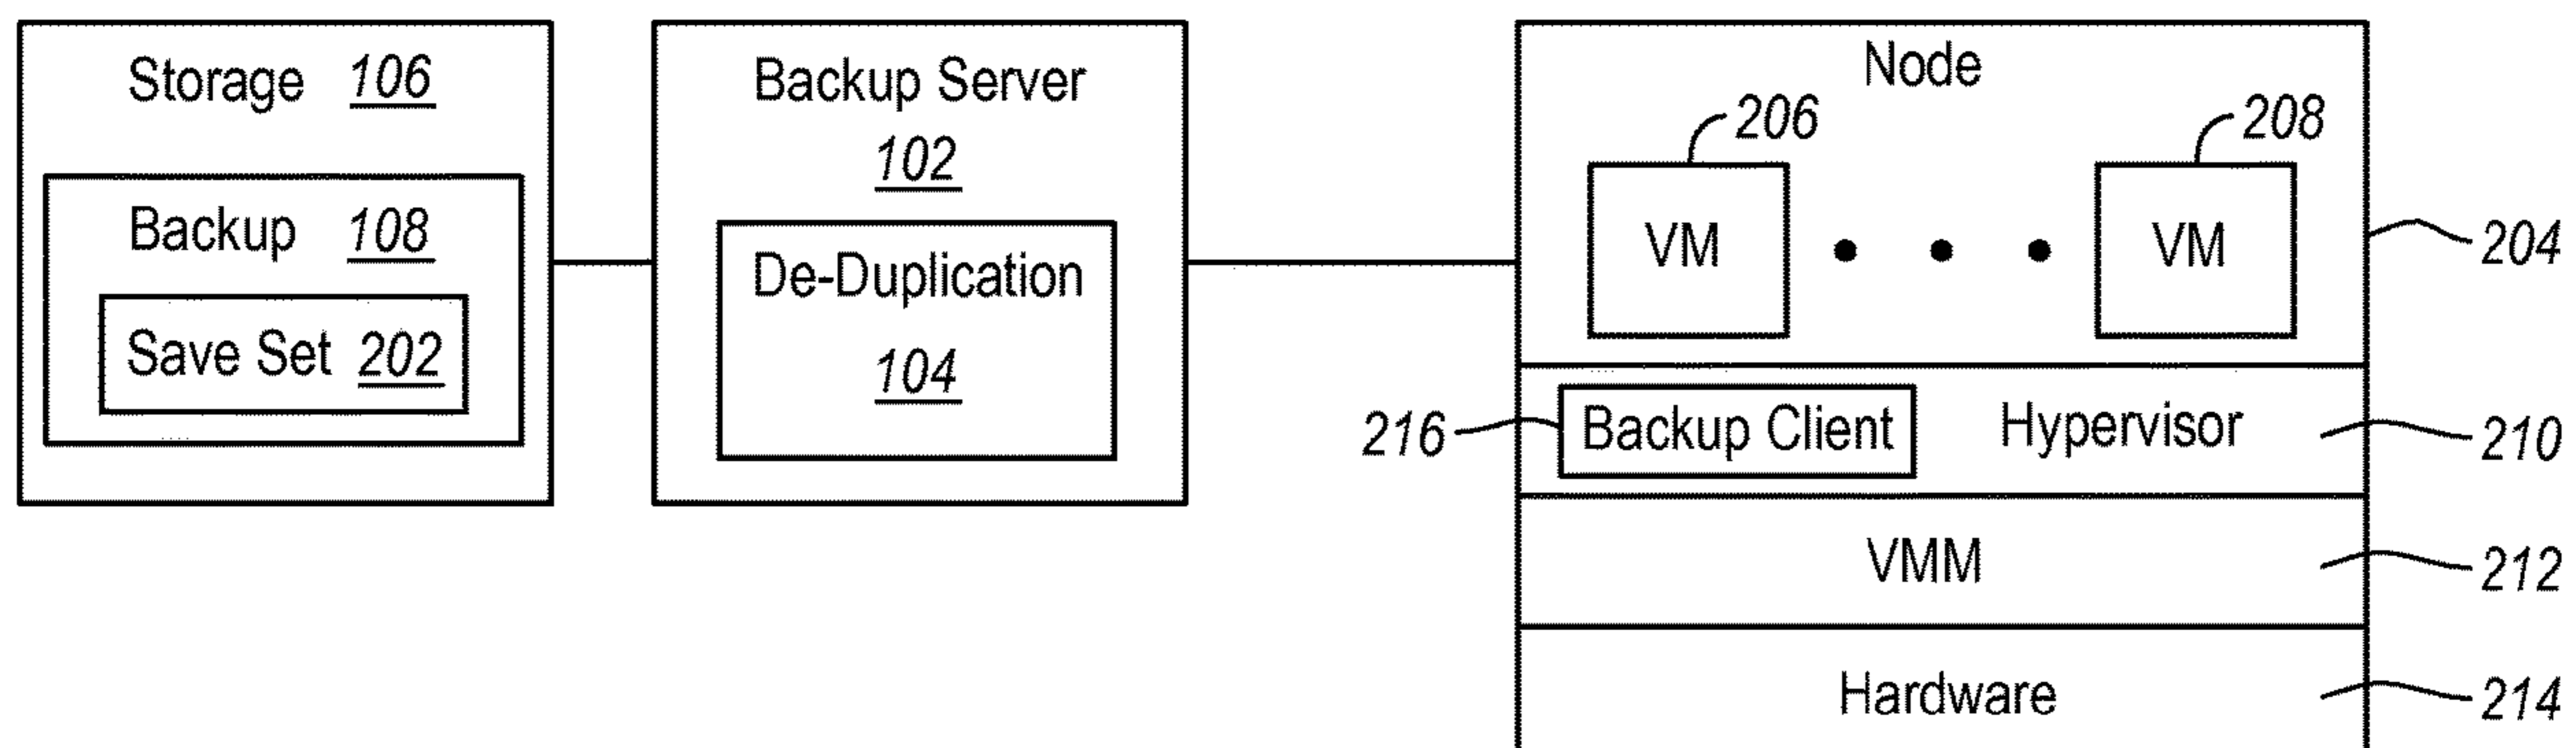 Storage 106
Backup 108
Save Set 202
Backup Server
102
De-Duplication
104
Node
206
208
VM
VM
204
216
Backup Client
Hypervisor
210
VMM
212
Hardware
214